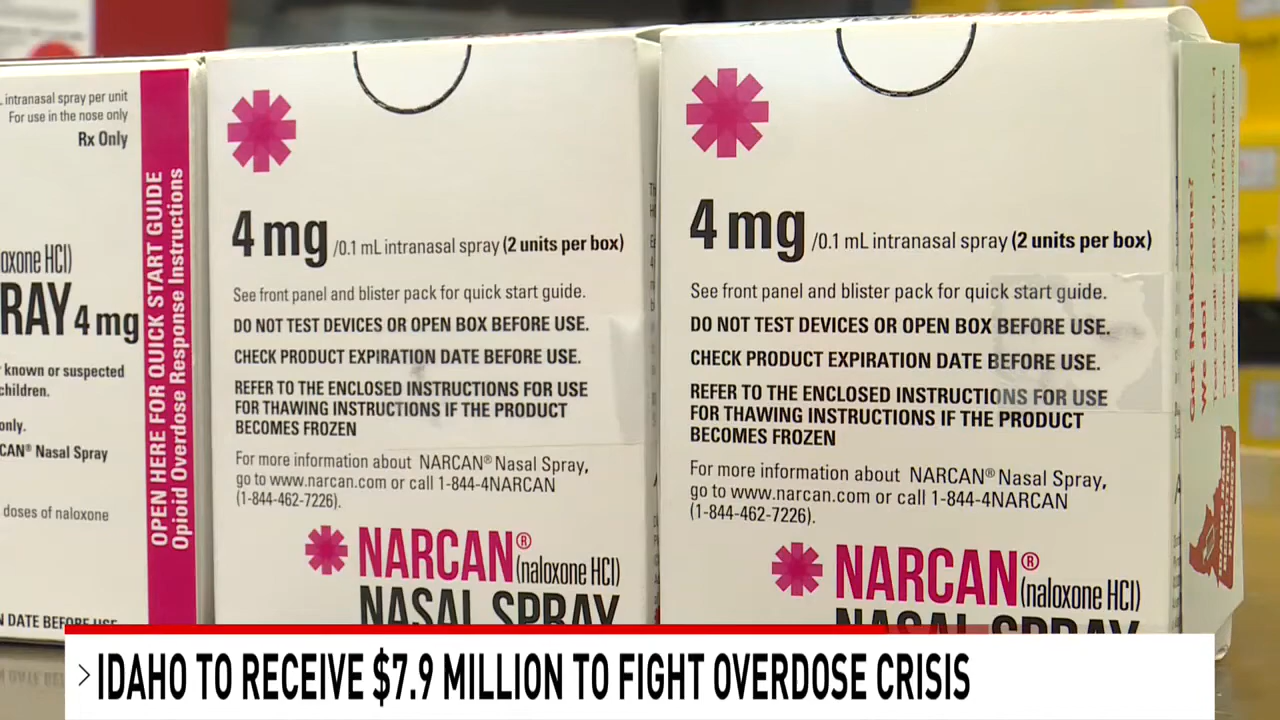 intranasal spray per unit
For use in the nose only
Rx Only
oxone HCl)
RAY 4 mg
known or suspected
children.
only.
CAN® Nasal Spray
doses of naloxone
DATE BEFORE USE
OPEN HERE FOR QUICK START GUIDE
Opioid Overdose Response Instructions
4 mg /0.1 mL intranasal spray (2 units per box)
See front panel and blister pack for quick start guide.
DO NOT TEST DEVICES OR OPEN BOX BEFORE USE.
CHECK PRODUCT EXPIRATION DATE BEFORE USE.
REFER TO THE ENCLOSED INSTRUCTIONS FOR USE
FOR THAWING INSTRUCTIONS IF THE PRODUCT
BECOMES FROZEN
For more information about NARCAN® Nasal Spray,
go to www.narcan.com or call 1-844-4NARCAN
(1-844-462-7226).
NARCAN® (naloxone HCl)
NASAL SPRAY
4 mg /0.1 mL intranasal spray (2 units per box)
See front panel and blister pack for quick start guide.
DO NOT TEST DEVICES OR OPEN BOX BEFORE USE.
CHECK PRODUCT EXPIRATION DATE BEFORE USE.
REFER TO THE ENCLOSED INSTRUCTIONS FOR USE
FOR THAWING INSTRUCTIONS IF THE PRODUCT
BECOMES FROZEN
For more information about NARCAN® Nasal Spray,
go to www.narcan.com or call 1-844-4NARCAN
(1-844-462-7226).
NARCAN® (naloxone HCl)
NASAL SPRAY
Got Naloxone?
We do!
IDAHO TO RECEIVE $7.9 MILLION TO FIGHT OVERDOSE CRISIS